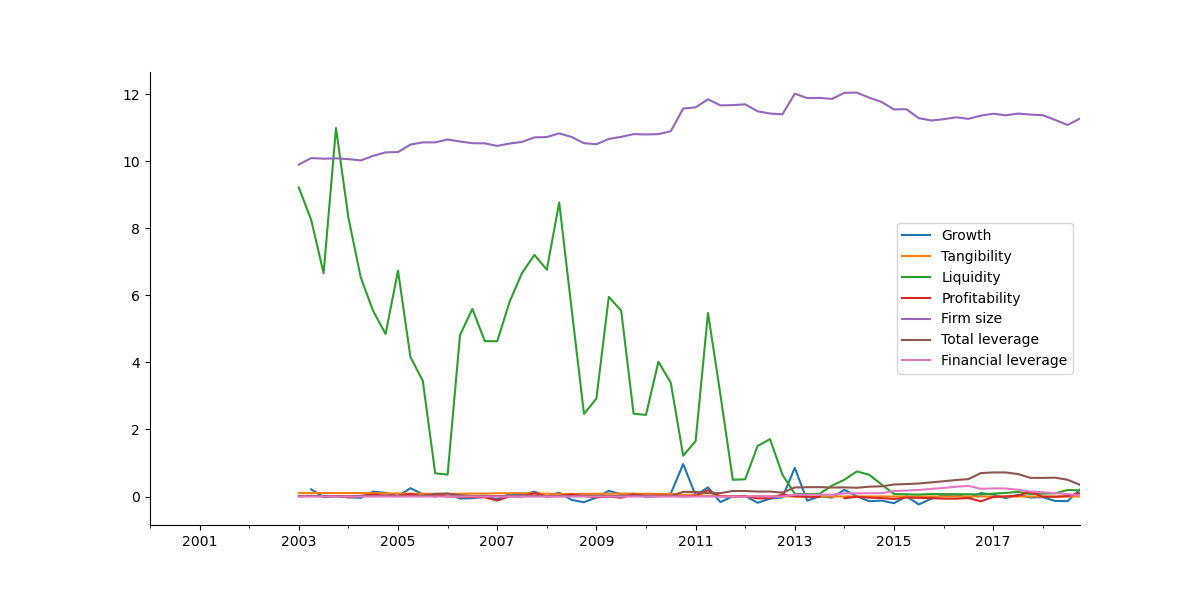 12
10
8
6
4
2
0
Growth
Tangibility
Liquidity
Profitability
Firm size
Total leverage
Financial leverage
2001 2003 2005 2007 2009 2011 2013 2015 2017